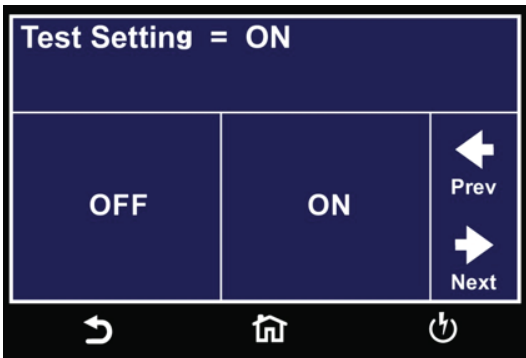 Test Setting = ON
OFF
ON
Prev
Next